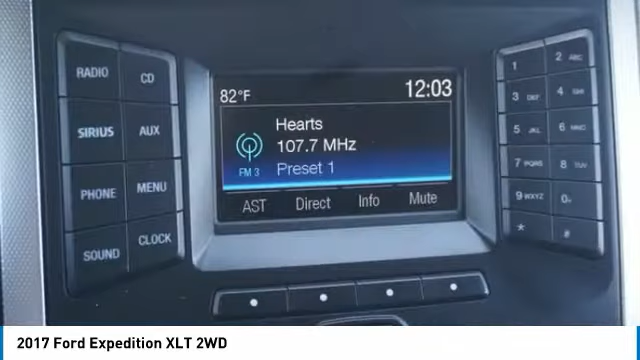 RADIO CD
SIRIUS AUX
PHONE MENU
SOUND CLOCK
82°F 12:03
Hearts
107.7 MHz
FM 3 Preset 1
AST Direct Info Mute
1 2 ABC
3 DEF 4 GHI
5 JKL 6 MNO
7 PQRS 8 TUV
9 WXYZ 0+
* #
2017 Ford Expedition XLT 2WD